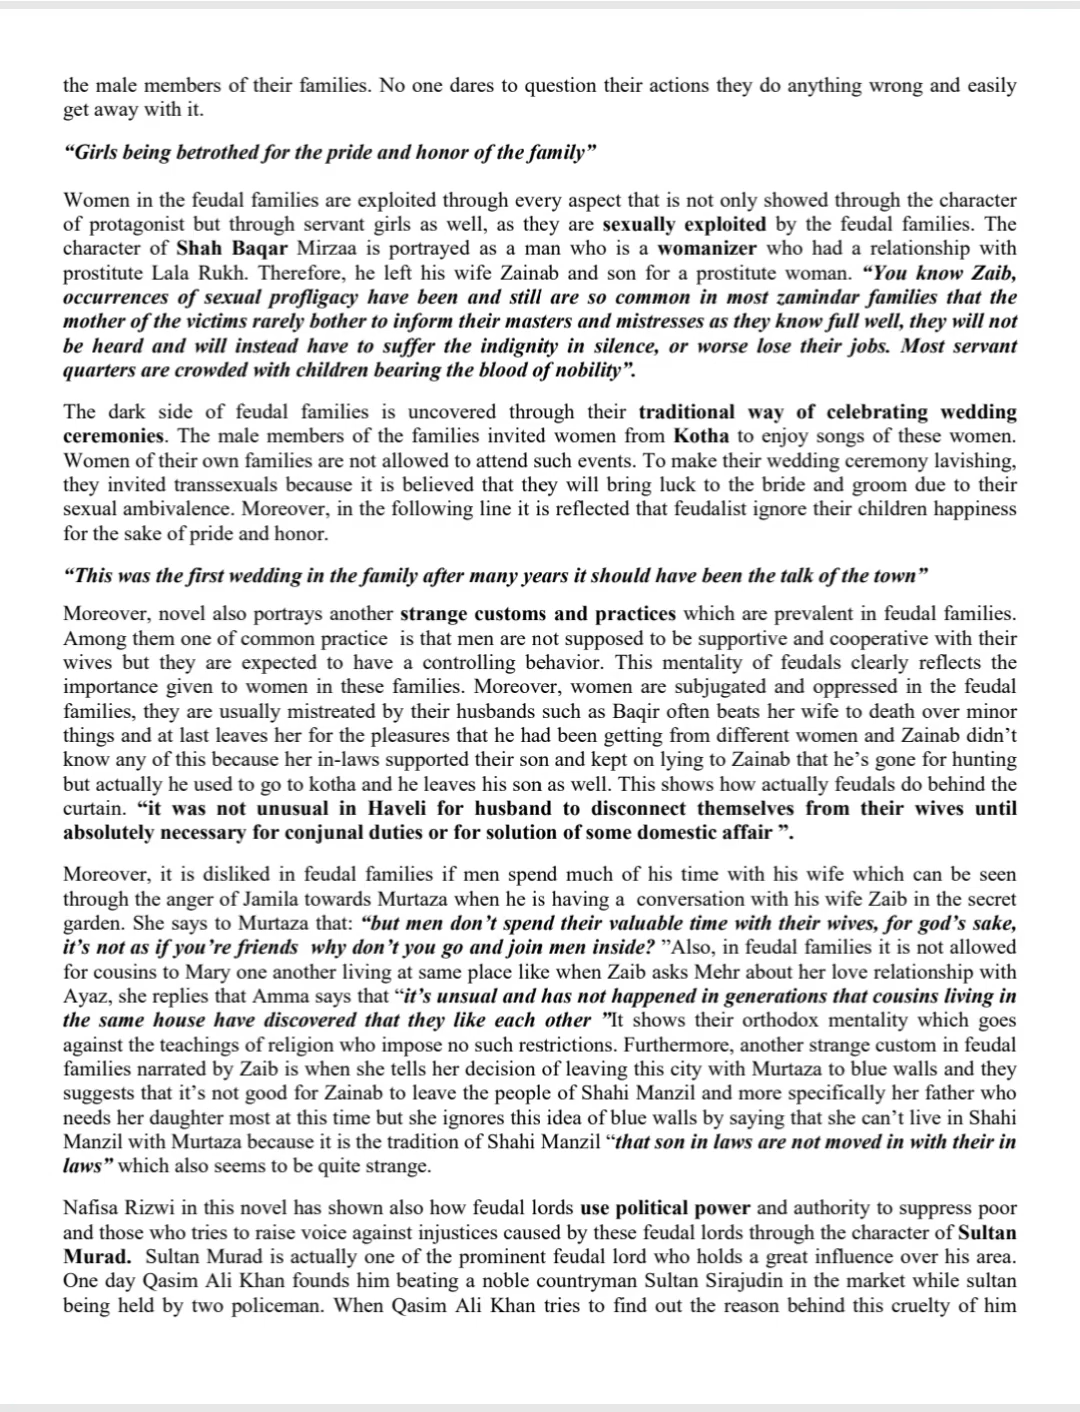 the male members of their families. No one dares to question their actions they do anything wrong and easily
get away with it.
“Girls being betrothed for the pride and honor of the family”
Women in the feudal families are exploited through every aspect that is not only showed through the character
of protagonist but through servant girls as well, as they are sexually exploited by the feudal families. The
character of Shah Baqar Mirzaa is portrayed as a man who is a womanizer who had a relationship with
prostitute Lala Rukh. Therefore, he left his wife Zainab and son for a prostitute woman. “You know Zaib,
occurrences of sexual profligacy have been and still are so common in most zamindar families that the
mother of the victims rarely bother to inform their masters and mistresses as they know full well, they will not
be heard and will instead have to suffer the indignity in silence, or worse lose their jobs. Most servant
quarters are crowded with children bearing the blood of nobility”.
The dark side of feudal families is uncovered through their traditional way of celebrating wedding
ceremonies. The male members of the families invited women from Kotha to enjoy songs of these women.
Women of their own families are not allowed to attend such events. To make their wedding ceremony lavishing,
they invited transsexuals because it is believed that they will bring luck to the bride and groom due to their
sexual ambivalence. Moreover, in the following line it is reflected that feudalist ignore their children happiness
for the sake of pride and honor.
“This was the first wedding in the family after many years it should have been the talk of the town”
Moreover, novel also portrays another strange customs and practices which are prevalent in feudal families.
Among them one of common practice is that men are not supposed to be supportive and cooperative with their
wives but they are expected to have a controlling behavior. This mentality of feudals clearly reflects the
importance given to women in these families. Moreover, women are subjugated and oppressed in the feudal
families, they are usually mistreated by their husbands such as Baqir often beats her wife to death over minor
things and at last leaves her for the pleasures that he had been getting from different women and Zainab didn’t
know any of this because her in-laws supported their son and kept on lying to Zainab that he’s gone for hunting
but actually he used to go to kotha and he leaves his son as well. This shows how actually feudals do behind the
curtain. “it was not unusual in Haveli for husband to disconnect themselves from their wives until
absolutely necessary for conjunal duties or for solution of some domestic affair ”.
Moreover, it is disliked in feudal families if men spend much of his time with his wife which can be seen
through the anger of Jamila towards Murtaza when he is having a conversation with his wife Zaib in the secret
garden. She says to Murtaza that: “but men don’t spend their valuable time with their wives, for god’s sake,
it’s not as if you’re friends why don’t you go and join men inside? ”Also, in feudal families it is not allowed
for cousins to Mary one another living at same place like when Zaib asks Mehr about her love relationship with
Ayaz, she replies that Amma says that “it’s unsual and has not happened in generations that cousins living in
the same house have discovered that they like each other ”It shows their orthodox mentality which goes
against the teachings of religion who impose no such restrictions. Furthermore, another strange custom in feudal
families narrated by Zaib is when she tells her decision of leaving this city with Murtaza to blue walls and they
suggests that it’s not good for Zainab to leave the people of Shahi Manzil and more specifically her father who
needs her daughter most at this time but she ignores this idea of blue walls by saying that she can’t live in Shahi
Manzil with Murtaza because it is the tradition of Shahi Manzil “that son in laws are not moved in with their in
laws” which also seems to be quite strange.
Nafisa Rizwi in this novel has shown also how feudal lords use political power and authority to suppress poor
and those who tries to raise voice against injustices caused by these feudal lords through the character of Sultan
Murad. Sultan Murad is actually one of the prominent feudal lord who holds a great influence over his area.
One day Qasim Ali Khan founds him beating a noble countryman Sultan Sirajudin in the market while sultan
being held by two policeman. When Qasim Ali Khan tries to find out the reason behind this cruelty of him